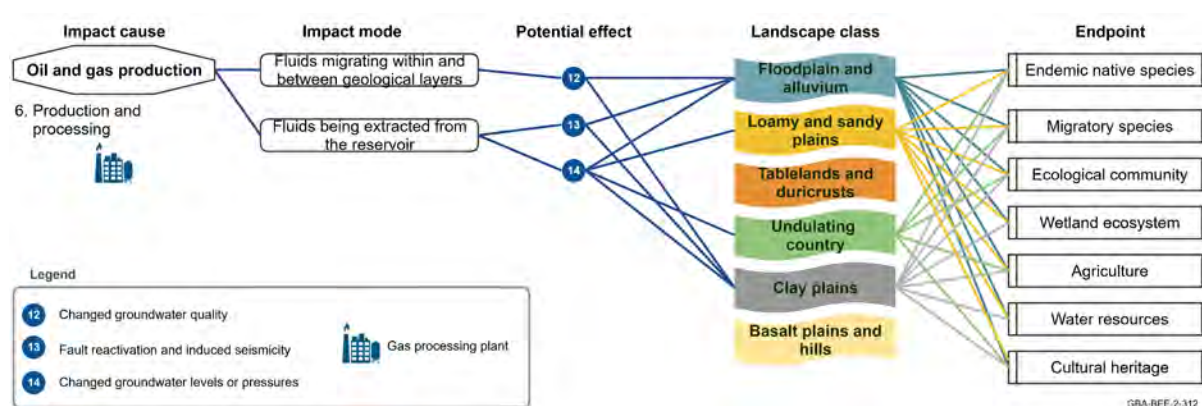 Impact cause
Impact mode
Potential effect
Landscape class
Endpoint
Oil and gas production
6. Production and
processing
Fluids migrating within and
between geological layers
Fluids being extracted from
the reservoir
12
13
14
Floodplain and
alluvium
Loamy and sandy
plains
Tablelands and
duricrusts
Undulating
country
Clay plains
Basalt plains and
hills
Endemic native species
Migratory species
Ecological community
Wetland ecosystem
Agriculture
Water resources
Cultural heritage
Legend
12 Changed groundwater quality
13 Fault reactivation and induced seismicity
14 Changed groundwater levels or pressures
Gas processing plant
GBA-BEE-2-312